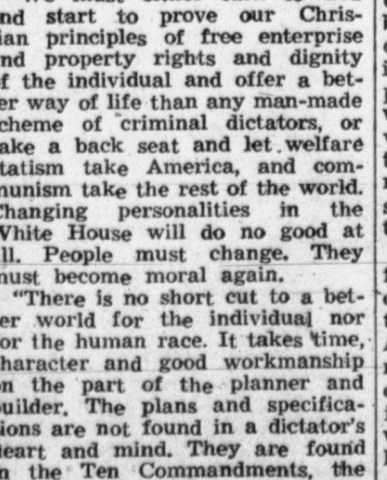 nd start to prove our Chris-
ian principles of free enterprise
nd property rights and dignity
f the individual and offer a bet-
er way of life than any man-made
cheme of criminal dictators, or
ake a back seat and let welfare
tatism take America, and com-
munism take the rest of the world.
Changing personalities in the
White House will do no good at
ll. People must change. They
must become moral again.
"There is no short cut to a bet-
er world for the individual nor
or the human race. It takes time,
haracter and good workmanship
n the part of the planner and
uilder. The plans and specifica-
ions are not found in a dictator's
eart and mind. They are found
n the Ten Commandments, the